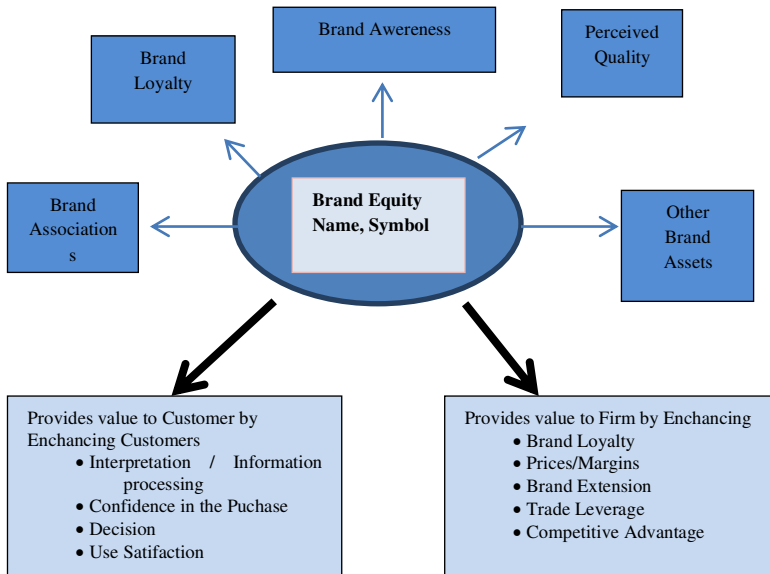 Brand Awereness
Perceived
Quality
Brand
Loyalty
Brand
Association
s
Brand Equity
Name, Symbol
Other
Brand
Assets
Provides value to Customer by
Enchancing Customers
• Interpretation / Information
processing
• Confidence in the Puchase
• Decision
• Use Satifaction
Provides value to Firm by Enchancing
• Brand Loyalty
• Prices/Margins
• Brand Extension
• Trade Leverage
• Competitive Advantage